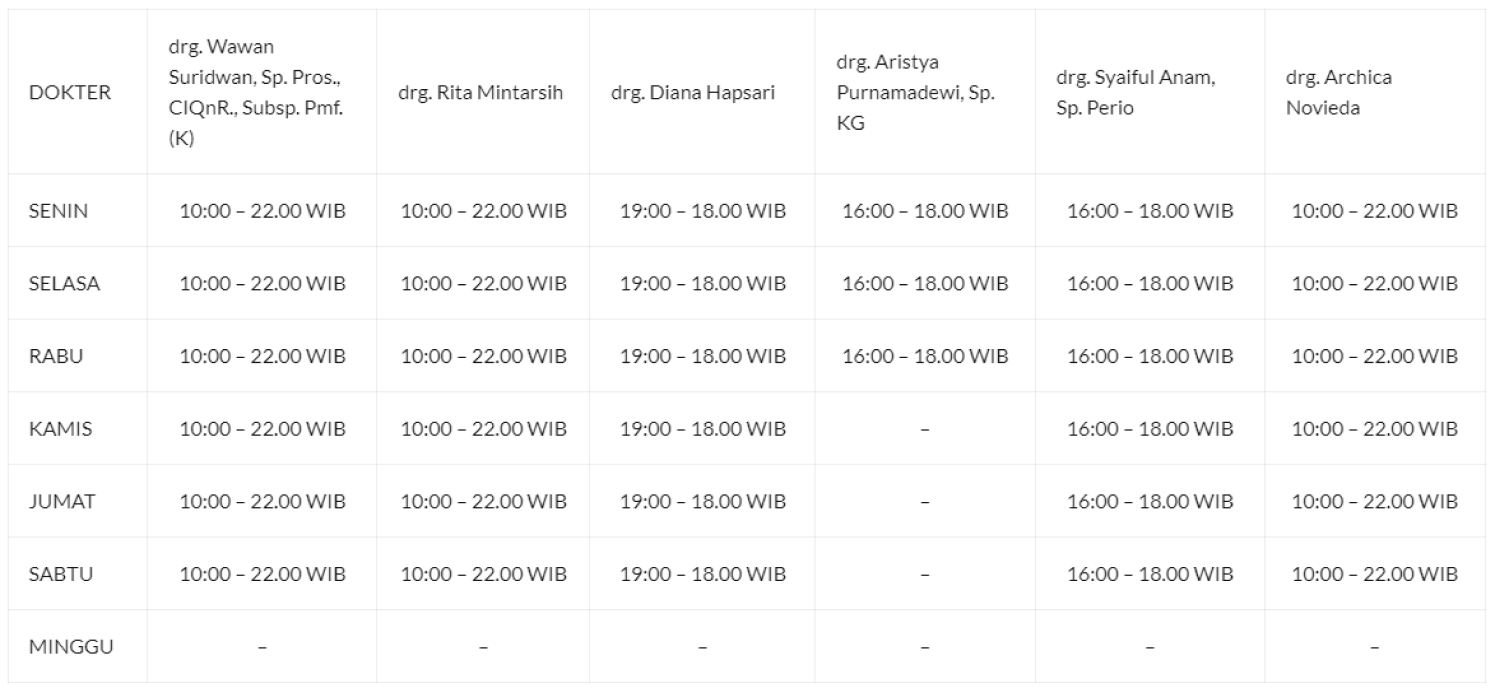 DOKTER
drg. Wawan
Suridwan, Sp. Pros.,
CIQnR., Subsp. Pmf.
(K)
drg. Rita Mintarsih
drg. Diana Hapsari
drg. Aristya
Purnamadewi, Sp.
KG
drg. Syaiful Anam,
Sp. Perio
drg. Archica
Novieda
SENIN 10:00 – 22.00 WIB 10:00 – 22.00 WIB 19:00 – 18.00 WIB 16:00 – 18.00 WIB 16:00 – 18.00 WIB 10:00 – 22.00 WIB
SELASA 10:00 – 22.00 WIB 10:00 – 22.00 WIB 19:00 – 18.00 WIB 16:00 – 18.00 WIB 16:00 – 18.00 WIB 10:00 – 22.00 WIB
RABU 10:00 – 22.00 WIB 10:00 – 22.00 WIB 19:00 – 18.00 WIB 16:00 – 18.00 WIB 16:00 – 18.00 WIB 10:00 – 22.00 WIB
KAMIS 10:00 – 22.00 WIB 10:00 – 22.00 WIB 19:00 – 18.00 WIB – 16:00 – 18.00 WIB 10:00 – 22.00 WIB
JUMAT 10:00 – 22.00 WIB 10:00 – 22.00 WIB 19:00 – 18.00 WIB – 16:00 – 18.00 WIB 10:00 – 22.00 WIB
SABTU 10:00 – 22.00 WIB 10:00 – 22.00 WIB 19:00 – 18.00 WIB – 16:00 – 18.00 WIB 10:00 – 22.00 WIB
MINGGU – – – – – –